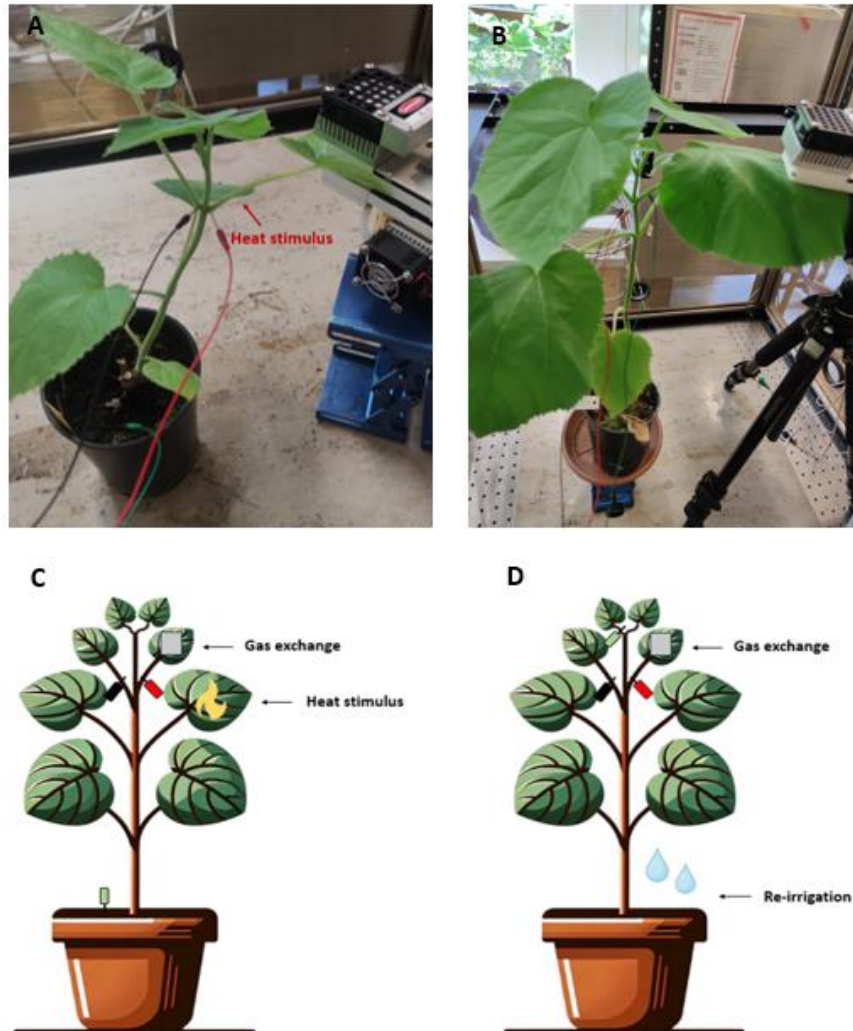 A
B
Heat stimulus
C
D
Gas exchange
Gas exchange
Heat stimulus
Re-irrigation